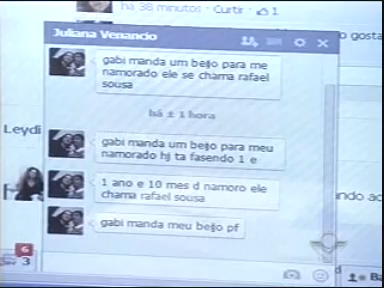 há 38 minutos · Curtir · 1
Juliana Venancio
gosta
gabi manda um beijo para me
namorado ele se chama rafael
sousa
há ± 1 hora
Leydi
gabi manda um beijo para meu
namorado hj ta fasendo 1 e
1 ano e 10 mes d namoro ele
chama rafael sousa
gabi manda meu beijo pf
6
3